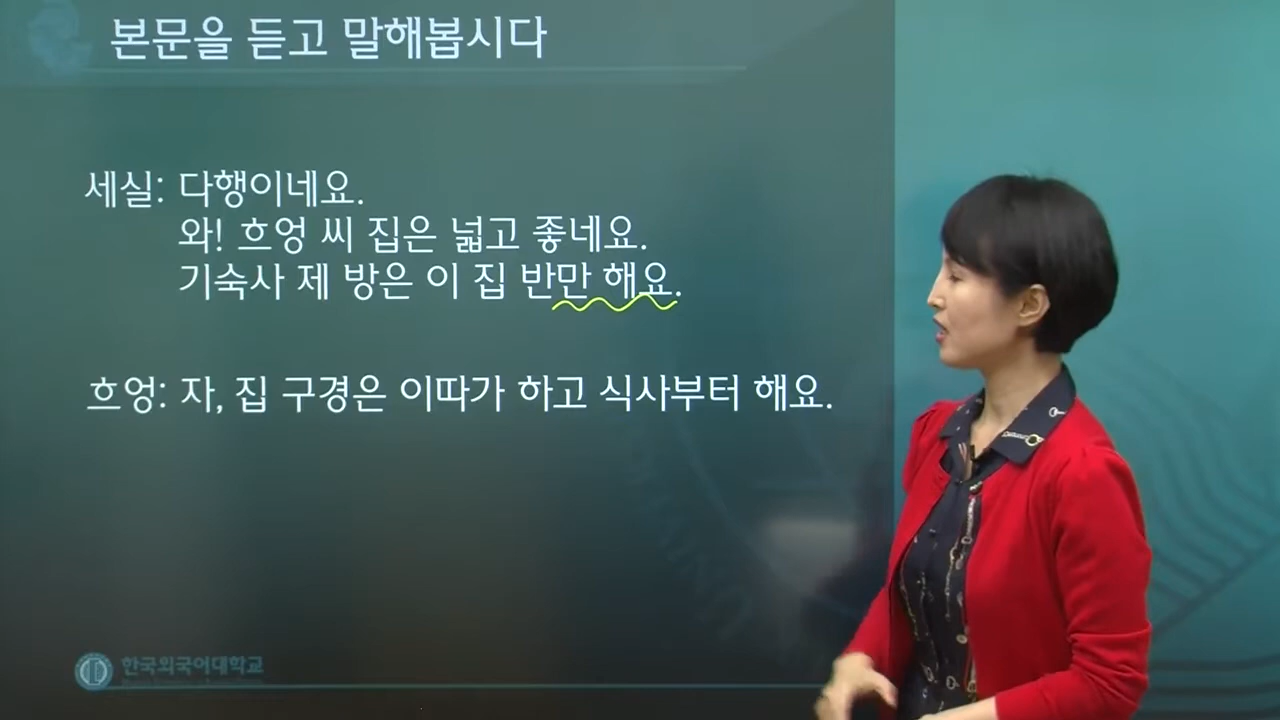 본문을 듣고 말해봅시다
세실: 다행이네요.
와! 흐엉 씨 집은 넓고 좋네요.
기숙사 제 방은 이 집 반만 해요.
흐엉: 자, 집 구경은 이따가 하고 식사부터 해요.
한국외국어대학교